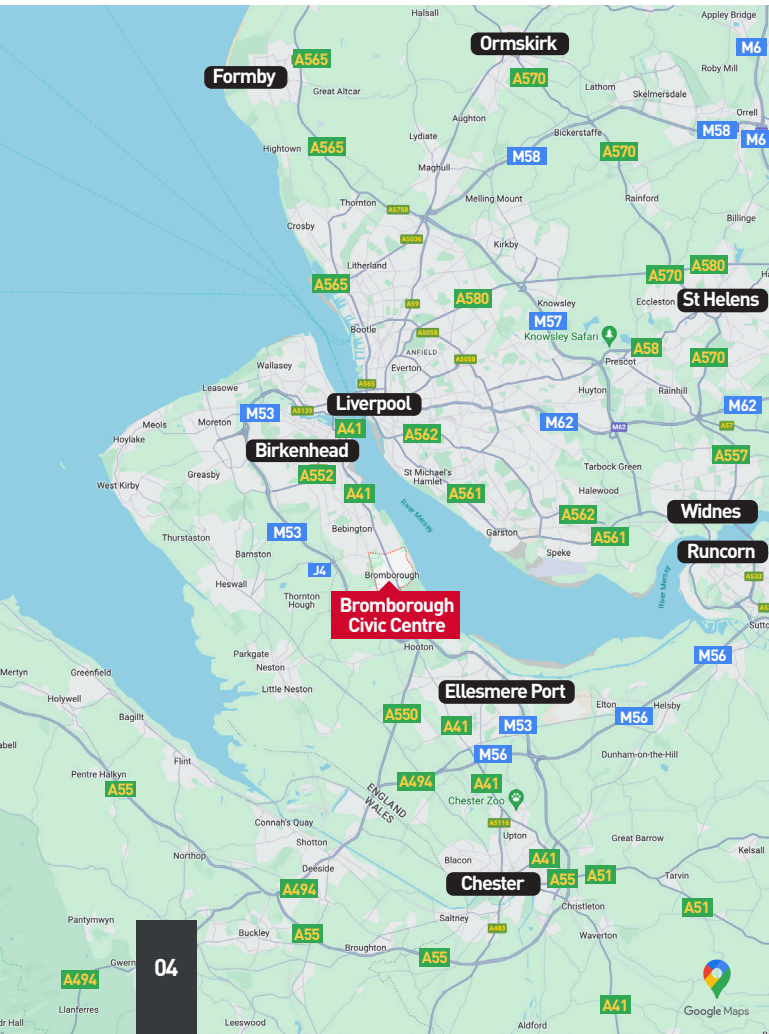 Halsall
Appley Bridge
Ormskirk
M6
A565
Formby
A570
Roby Mill
Great Altcar
Lathom
Skelmersdale
Orrell
Aughton
M58
M6
Bickerstaffe
Lydiate
Hightown
A565
A570
M58
Maghull
Rainford
Melling Mount
Thornton
A5758
Billinge
Crosby
A5036
Kirkby
Litherland
A580
A570
A565
A580
A59
Knowsley
Eccleston
St Helens
M57
Bootle
A5058
Knowsley Safari
ANFIELD
A58
A570
A5058
Prescot
Wallasey
Everton
A565
Leasowe
Huyton
Rainhill
Liverpool
M62
M53
A5139
Meols
Moreton
M62
A41
M62
A57
A562
Hoylake
Birkenhead
A557
Greasby
A552
St Michael's
Hamlet
Tarbock Green
West Kirby
A41
A561
Halewood
River Mersey
A562
Widnes
Bebington
M53
Garston
A561
Thurstaston
Speke
Runcorn
Barnston
J4
Bromborough
River Mersey
A533
Heswall
Thornton
Hough
Bromborough
Civic Centre
Sutto
Hooton
Parkgate
M56
Neston
Mertyn
Greenfield
Little Neston
Ellesmere Port
Holywell
Elton
Helsby
A550
Bagillt
A41
M53
M56
abell
M56
Dunham-on-the-Hill
Flint
Pentre Halkyn
A494
A41
A55
ENGLAND
WALES
Chester Zoo
Connah's Quay
A5116
Upton
Great Barrow
Shotton
Kelsall
Northop
Blacon
A41
Deeside
A51
Tarvin
Chester
A55
A494
Christleton
A51
Saltney
Pantymwyn
A483
Buckley
A55
Waverton
Broughton
A55
Gwern
04
A494
Llanferres
A41
Google Maps
dr Hall
Leeswood
Aldford